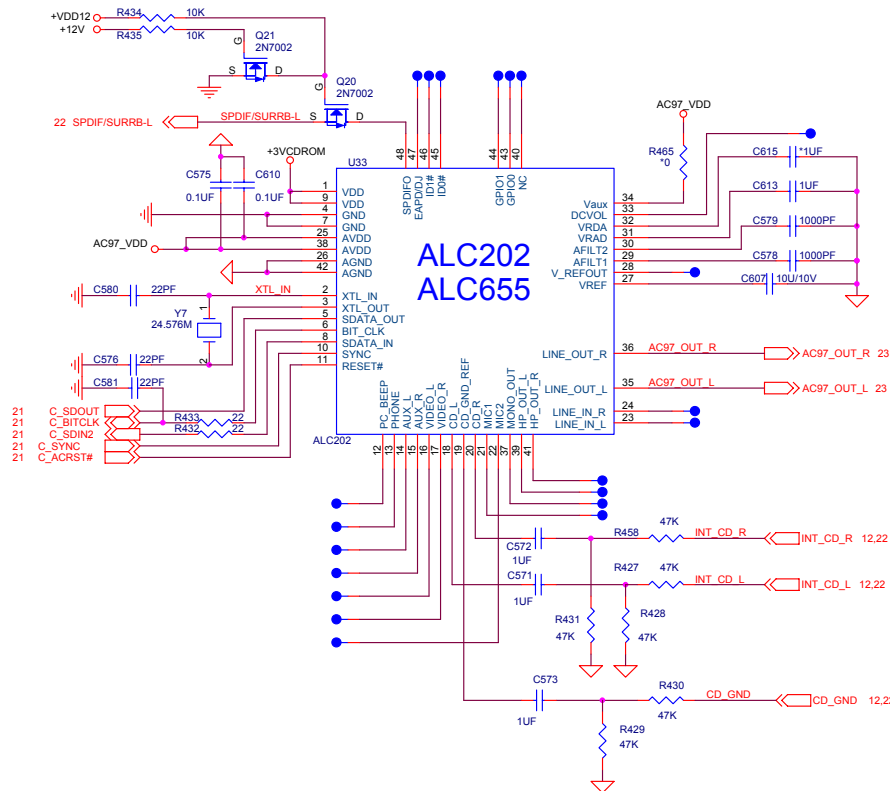 +VDD12
R434
10K
+12V
R435
10K
Q21
2N7002
G
S
D
Q20
2N7002
G
22 SPDIF/SURRB-L
SPDIF/SURRB-L
S
D
+3VCDROM
U33
C575
0.1UF
C610
0.1UF
AC97_VDD
48
47
46
45
44
43
40
SPDIFO
EAPD/DJ
ID1#
ID0#
GPIO1
GPIO0
NC
ALC202
ALC655
1 VDD
9 VDD
4 GND
7 GND
25 AVDD
38 AVDD
26 AGND
42 AGND
2 XTL_IN
3 XTL_OUT
5 SDATA_OUT
6 BIT_CLK
8 SDATA_IN
10 SYNC
11 RESET#
C580
22PF
XTL_IN
Y7
24.576M
1
2
C576
22PF
C581
22PF
21 C_SDOUT
21 C_BITCLK
R433
22
21 C_SDIN2
R432
22
21 C_SYNC
21 C_ACRST#
ALC202
AC97_VDD
R465
*0
C615
*1UF
C613
1UF
C579
1000PF
C578
1000PF
C607
10U/10V
Vaux 34
DCVOL 33
VRDA 32
VRAD 31
AFILT2 30
AFILT1 29
V_REFOUT 28
VREF 27
LINE_OUT_R 36 AC97_OUT_R
AC97_OUT_R 23
LINE_OUT_L 35 AC97_OUT_L
AC97_OUT_L 23
LINE_IN_R 24
LINE_IN_L 23
PC_BEEP
PHONE
AUX_L
AUX_R
VIDEO_L
VIDEO_R
CD_L
CD_GND_REF
CD_R
MIC1
MIC2
MONO_OUT
HP_OUT_L
HP_OUT_R
12
13
14
15
16
17
18
19
20
21
22
37
39
41
C572
1UF
R458
47K
INT_CD_R
INT_CD_R 12,22
C571
1UF
R427
47K
INT_CD_L
INT_CD_L 12,22
R431
47K
R428
47K
C573
1UF
R430
47K
CD_GND
CD_GND 12,2
R429
47K